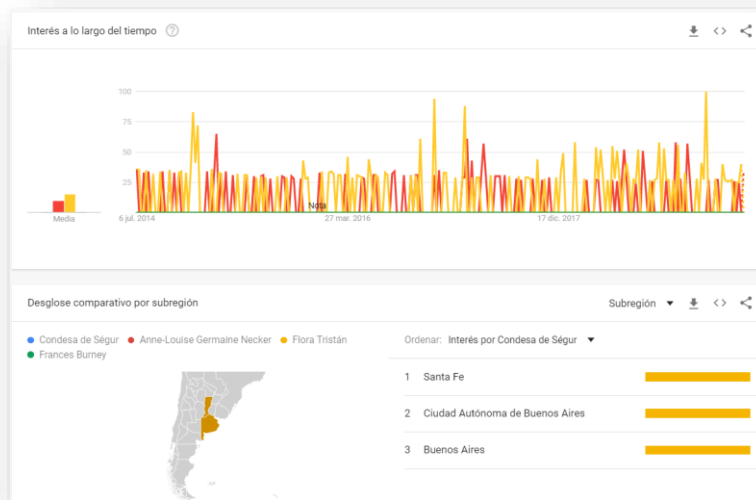 Interés a lo largo del tiempo
100
75
50
25
Nota
Media
6 jul. 2014
27 mar. 2016
17 dic. 2017
Desglose comparativo por subregión
Subregión
Condesa de Ségur
Anne-Louise Germaine Necker
Flora Tristán
Frances Burney
Ordenar: Interés por Condesa de Ségur
1 Santa Fe
2 Ciudad Autónoma de Buenos Aires
3 Buenos Aires